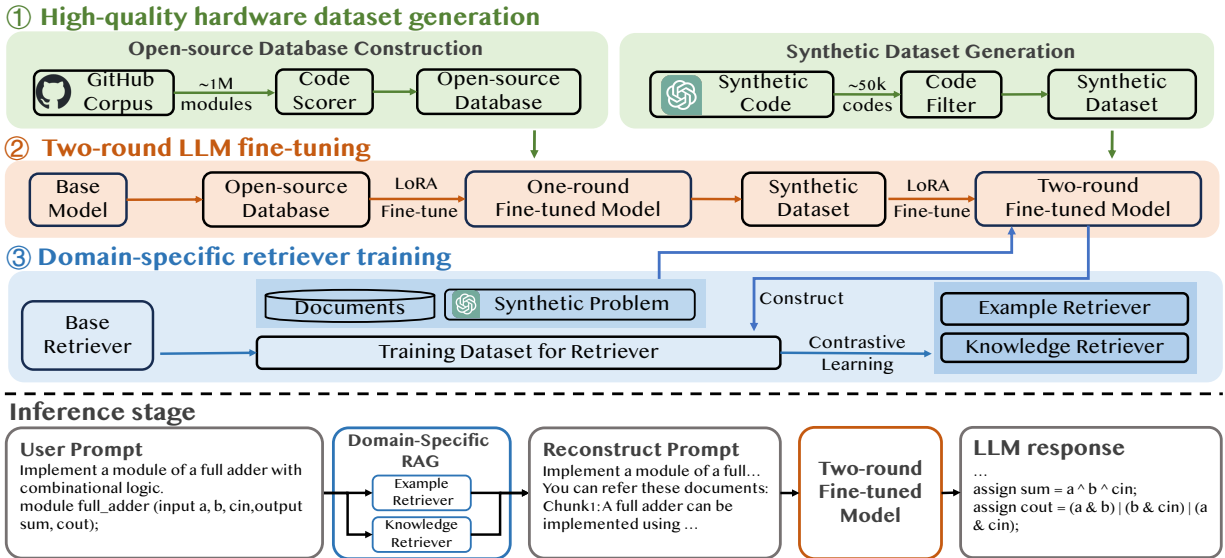 ① High-quality hardware dataset generation
Open-source Database Construction
GitHub
Corpus
~1M
modules
Code
Scorer
Open-source
Database
Synthetic Dataset Generation
Synthetic
Code
~50k
codes
Code
Filter
Synthetic
Dataset
② Two-round LLM fine-tuning
Base
Model
Open-source
Database
LoRA
Fine-tune
One-round
Fine-tuned Model
Synthetic
Dataset
LoRA
Fine-tune
Two-round
Fine-tuned Model
③ Domain-specific retriever training
Base
Retriever
Documents
Synthetic Problem
Training Dataset for Retriever
Construct
Contrastive
Learning
Example Retriever
Knowledge Retriever
Inference stage
User Prompt
Implement a module of a full adder with
combinational logic.
module full_adder (input a, b, cin,output
sum, cout);
Domain-Specific
RAG
Example
Retriever
Knowledge
Retriever
Reconstruct Prompt
Implement a module of a full...
You can refer these documents:
Chunk1:A full adder can be
implemented using ...
Two-round
Fine-tuned
Model
LLM response
...
assign sum = a ^ b ^ cin;
assign cout = (a & b) | (b & cin) | (a
& cin);